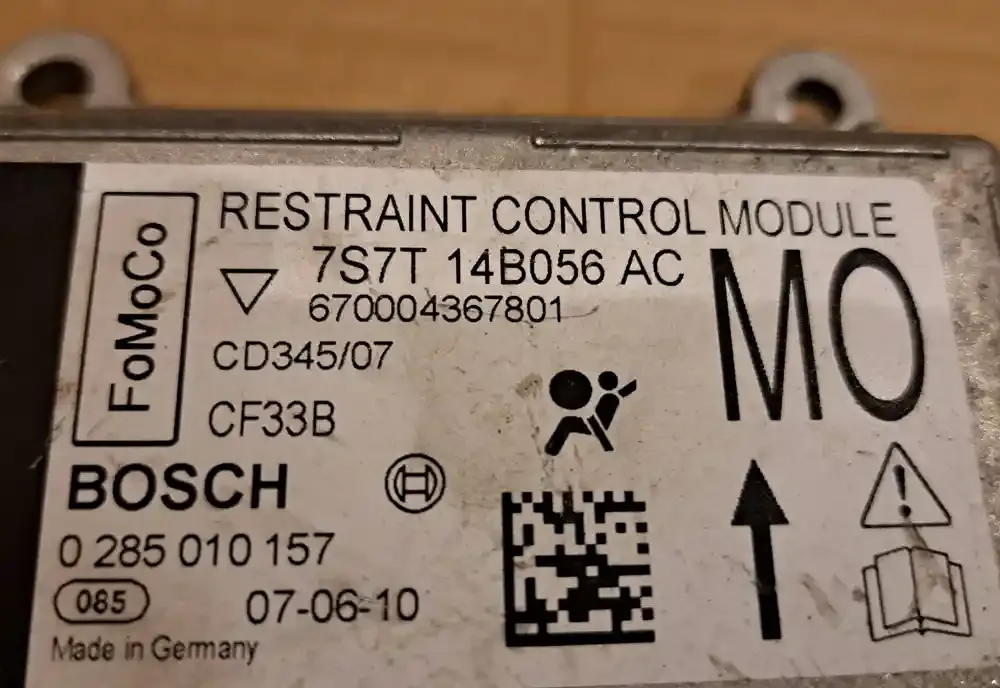 FoMoCo
RESTRAINT CONTROL MODULE
7S7T 14B056 AC
670004367801
MO
CD345/07
CF33B
BOSCH
0 285 010 157
085
07-06-10
Made in Germany